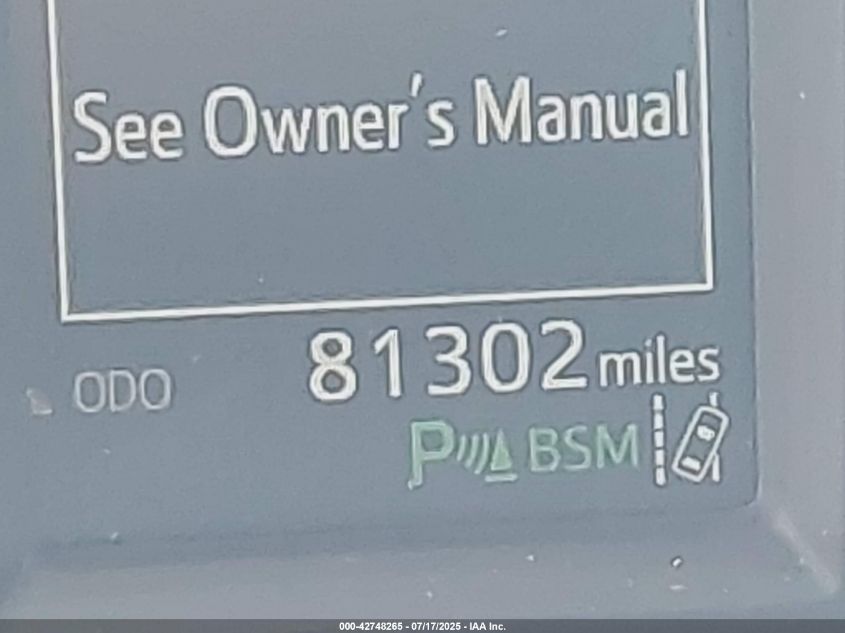 See Owner's Manual
ODO 81302 miles
P BSM
000-42748265 - 07/17/2025 - IAA Inc.